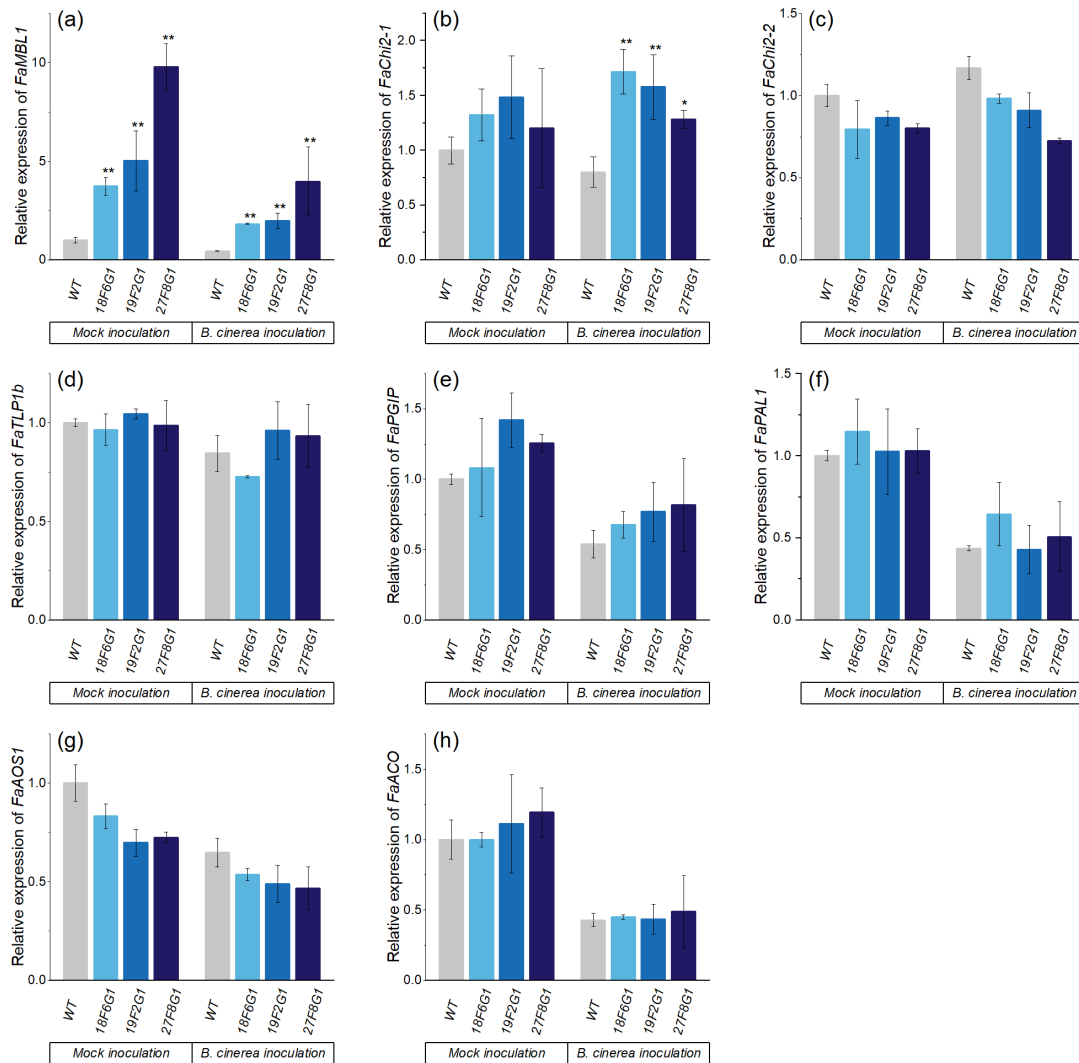 (a)
Relative expression of FaMBL1
10
5
0
**
**
**
**
**
**
WT
18F6G1
19F2G1
27F8G1
WT
18F6G1
19F2G1
27F8G1
Mock inoculation
B. cinerea inoculation
(b)
Relative expression of FaChi2-1
2.0
1.5
1.0
0.5
0.0
**
**
*
WT
18F6G1
19F2G1
27F8G1
WT
18F6G1
19F2G1
27F8G1
Mock inoculation
B. cinerea inoculation
(c)
Relative expression of FaChi2-2
1.5
1.0
0.5
0.0
WT
18F6G1
19F2G1
27F8G1
WT
18F6G1
19F2G1
27F8G1
Mock inoculation
B. cinerea inoculation
(d)
Relative expression of FaTLP1b
1.0
0.5
0.0
WT
18F6G1
19F2G1
27F8G1
WT
18F6G1
19F2G1
27F8G1
Mock inoculation
B. cinerea inoculation
(e)
Relative expression of FaPGIP
1.5
1.0
0.5
0.0
WT
18F6G1
19F2G1
27F8G1
WT
18F6G1
19F2G1
27F8G1
Mock inoculation
B. cinerea inoculation
(f)
Relative expression of FaPAL1
1.5
1.0
0.5
0.0
WT
18F6G1
19F2G1
27F8G1
WT
18F6G1
19F2G1
27F8G1
Mock inoculation
B. cinerea inoculation
(g)
Relative expression of FaAOS1
1.0
0.5
0.0
WT
18F6G1
19F2G1
27F8G1
WT
18F6G1
19F2G1
27F8G1
Mock inoculation
B. cinerea inoculation
(h)
Relative expression of FaACO
1.5
1.0
0.5
0.0
WT
18F6G1
19F2G1
27F8G1
WT
18F6G1
19F2G1
27F8G1
Mock inoculation
B. cinerea inoculation